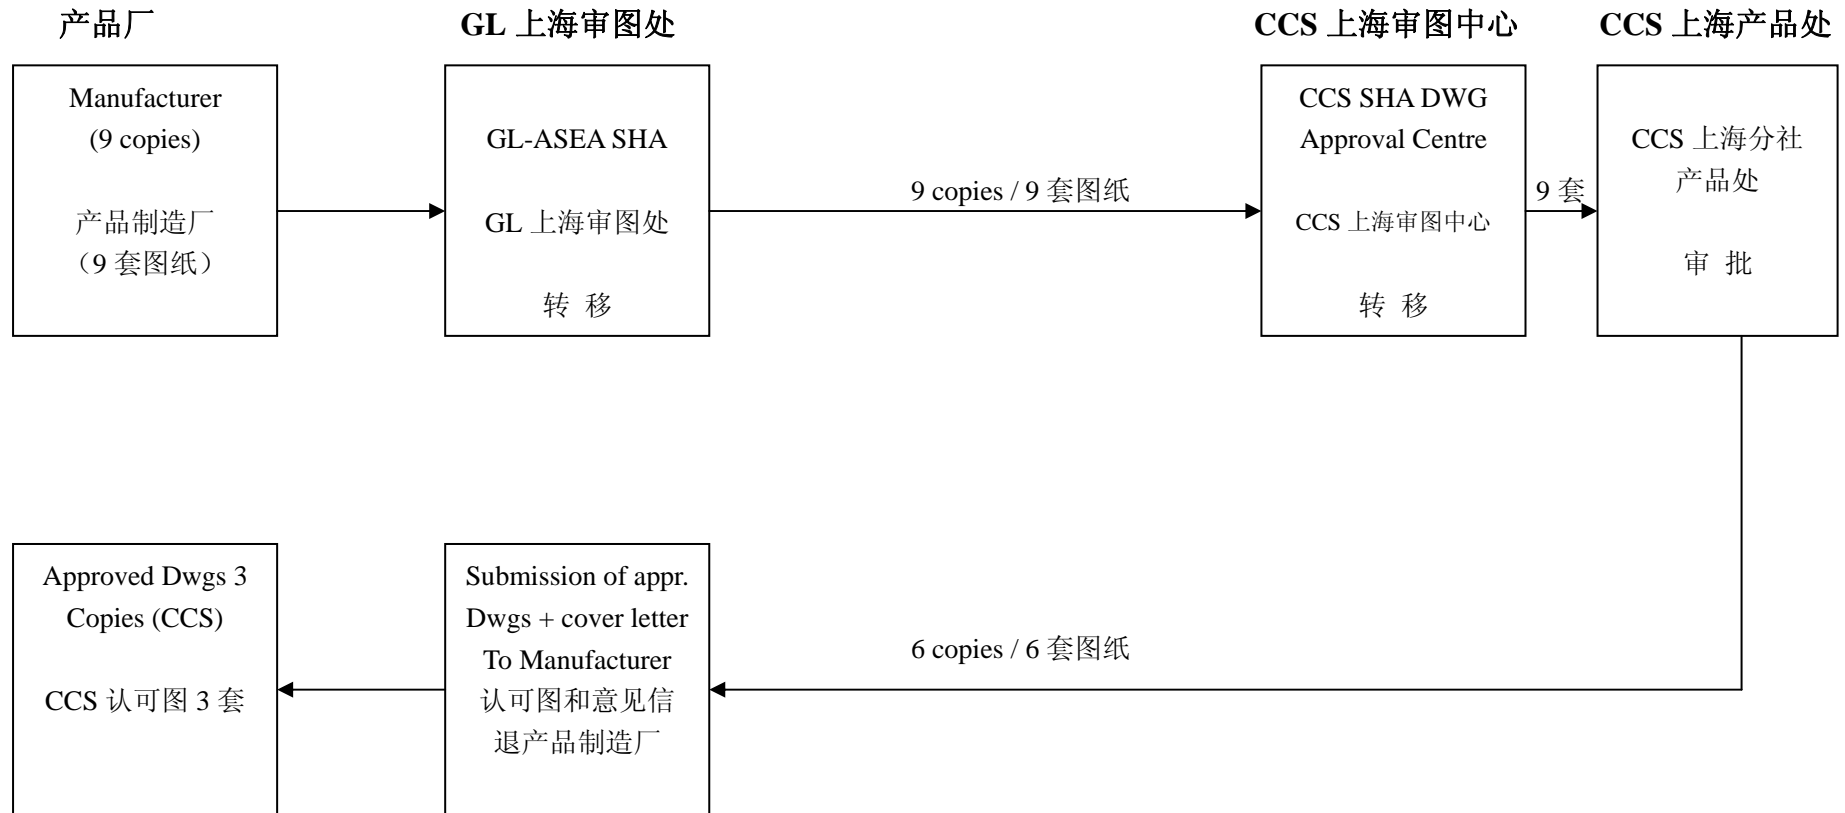 产品厂
GL 上海审图处
CCS 上海审图中心
CCS 上海产品处
Manufacturer
(9 copies)
产品制造厂
（9 套图纸）
GL-ASEA SHA
GL 上海审图处
转 移
9 copies / 9 套图纸
CCS SHA DWG
Approval Centre
CCS 上海审图中心
转 移
9 套
CCS 上海分社
产品处
审 批
Approved Dwgs 3
Copies (CCS)
CCS 认可图 3 套
Submission of appr.
Dwgs + cover letter
To Manufacturer
认可图和意见信
退产品制造厂
6 copies / 6 套图纸